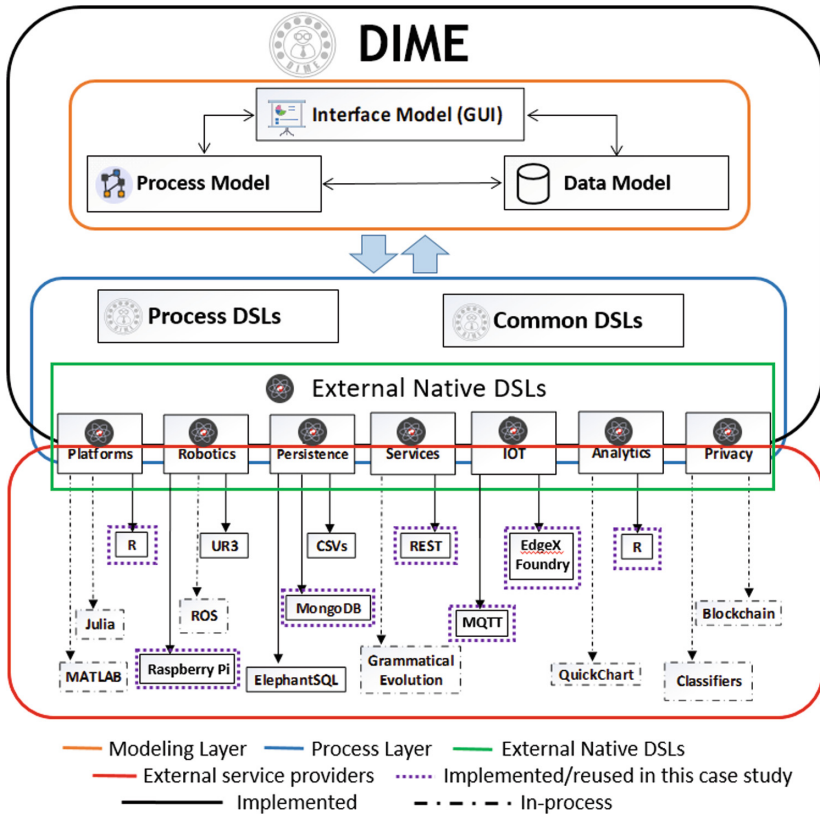 DIME
Interface Model (GUI)
Process Model
Data Model
Process DSLs
Common DSLs
External Native DSLs
Platforms
Robotics
Persistence
Services
IOT
Analytics
Privacy
R
UR3
CSVs
REST
EdgeX
Foundry
R
Julia
ROS
MongoDB
MQTT
Blockchain
MATLAB
Raspberry Pi
ElephantSQL
Grammatical
Evolution
QuickChart
Classifiers
Modeling Layer
Process Layer
External Native DSLs
External service providers
Implemented/reused in this case study
Implemented
In-process